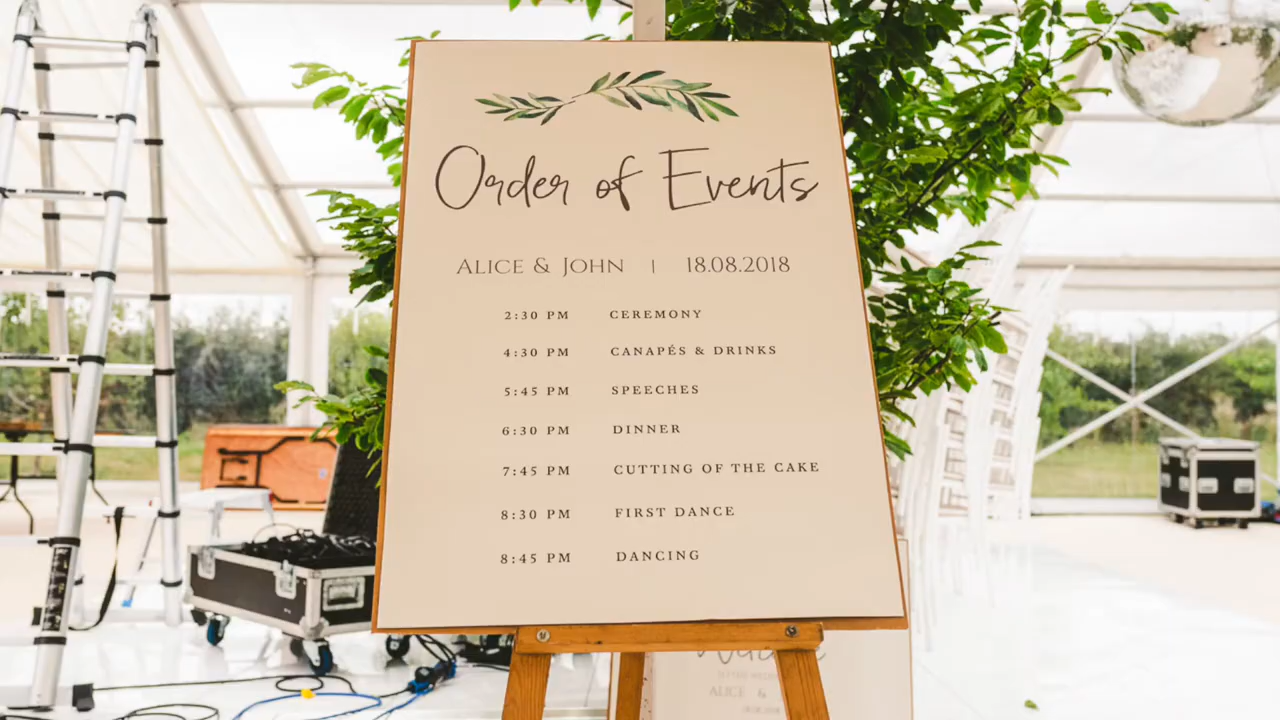 Order of Events
ALICE & JOHN | 18.08.2018
2:30 PM CEREMONY
4:30 PM CANAPÉS & DRINKS
5:45 PM SPEECHES
6:30 PM DINNER
7:45 PM CUTTING OF THE CAKE
8:30 PM FIRST DANCE
8:45 PM DANCING
ALICE &